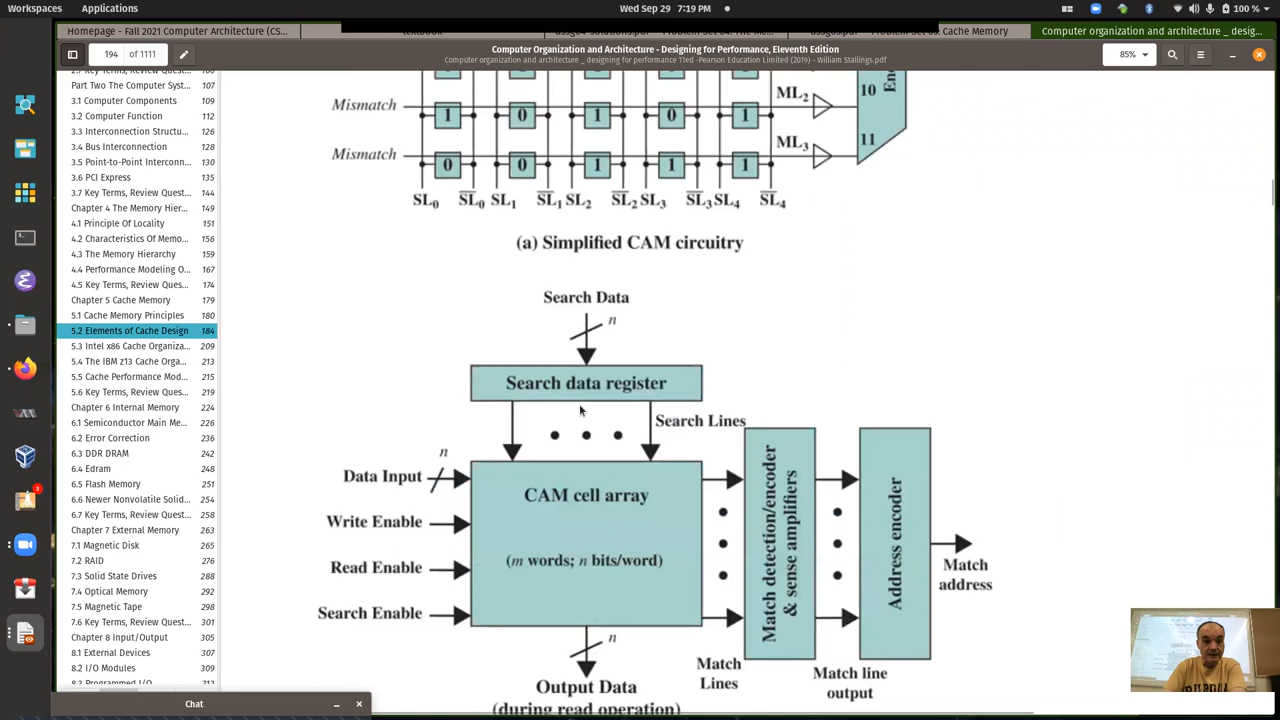 Workspaces Applications
Wed Sep 29 7:19 PM
100 %
Homepage - Fall 2021 Computer Architecture (CS...
textbook
Cache Memory
Computer organization and architecture _ desig...
194 of 1111
Computer Organization and Architecture - Designing for Performance, Eleventh Edition
Computer organization and architecture _ designing for performance 11ed -Pearson Education Limited (2019) - William Stallings.pdf
85%
Part Two The Computer Syst... 107
3.1 Computer Components 109
3.2 Computer Function 112
3.3 Interconnection Structu... 126
3.4 Bus Interconnection 128
3.5 Point-to-Point Interconn... 130
3.6 PCI Express 135
3.7 Key Terms, Review Quest... 144
Chapter 4 The Memory Hier... 149
4.1 Principle Of Locality 151
4.2 Characteristics Of Memo... 156
4.3 The Memory Hierarchy 159
4.4 Performance Modeling O... 167
4.5 Key Terms, Review Quest... 174
Chapter 5 Cache Memory 179
5.1 Cache Memory Principles 180
5.2 Elements of Cache Design 184
5.3 Intel x86 Cache Organiza... 209
5.4 The IBM z13 Cache Orga... 213
5.5 Cache Performance Mod... 215
5.6 Key Terms, Review Ques... 219
Chapter 6 Internal Memory 224
6.1 Semiconductor Main Me... 226
6.2 Error Correction 236
6.3 DDR DRAM 242
6.4 Edram 248
6.5 Flash Memory 251
6.6 Newer Nonvolatile Solid... 254
6.7 Key Terms, Review Quest... 258
Chapter 7 External Memory 263
7.1 Magnetic Disk 265
7.2 RAID 276
7.3 Solid State Drives 288
7.4 Optical Memory 292
7.5 Magnetic Tape 298
7.6 Key Terms, Review Quest... 301
Chapter 8 Input/Output 305
8.1 External Devices 307
8.2 I/O Modules 309
8.3 Programmed I/O 312
Chat
3
Mismatch 1 0 1 0 1 ML2 10
Mismatch 0 0 1 1 1 ML3 11
SL0 S̅L̅0 SL1 S̅L̅1 SL2 S̅L̅2 SL3 S̅L̅3 SL4 S̅L̅4
(a) Simplified CAM circuitry
Search Data
n
Search data register
Search Lines
Data Input
n
Write Enable
Read Enable
Search Enable
CAM cell array
(m words; n bits/word)
Match detection/encoder
& sense amplifiers
Address encoder
Match
address
Match
Lines
Match line
output
n
Output Data
(during read operation)